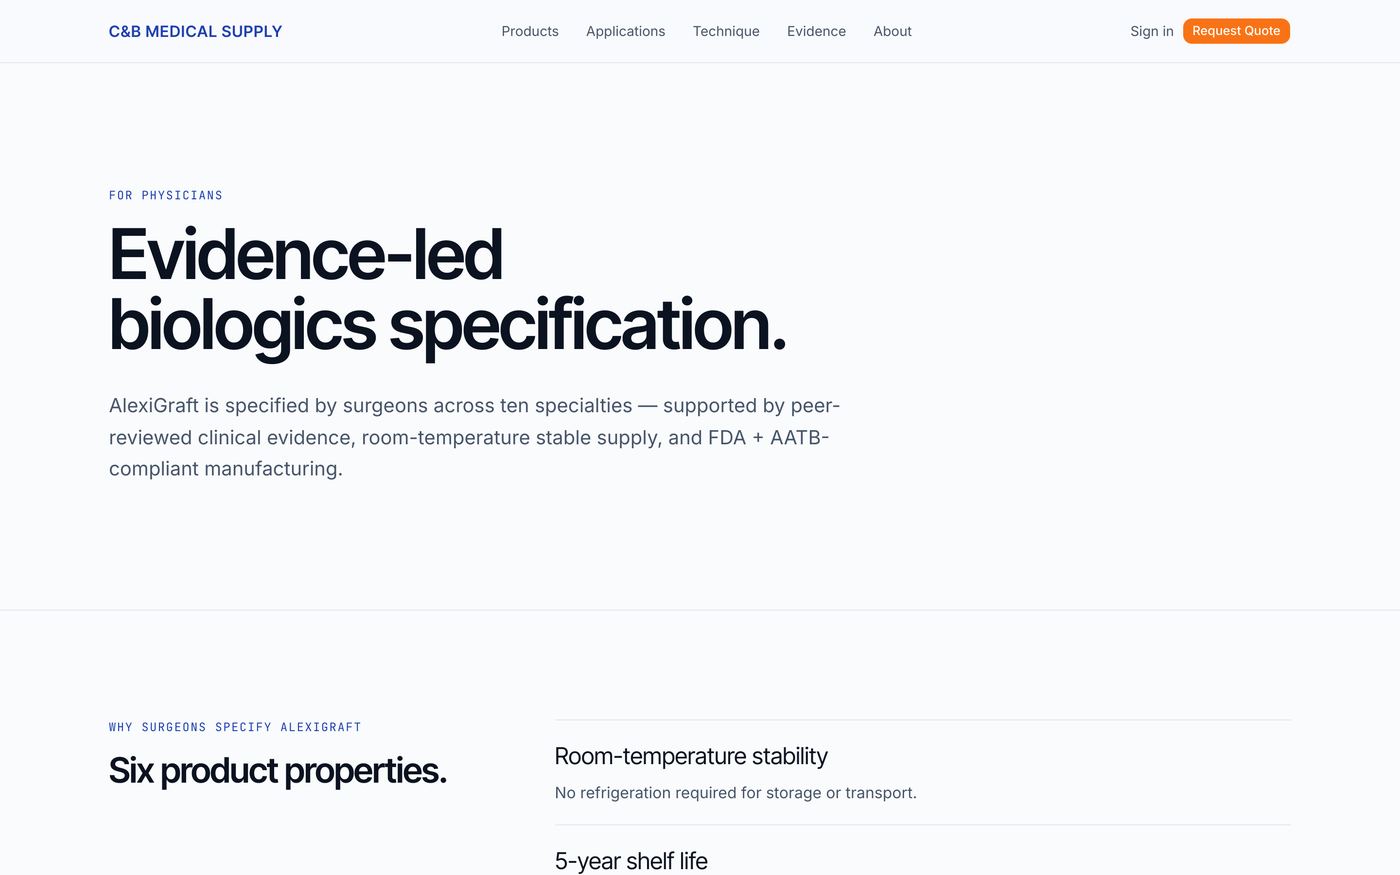 C&B MEDICAL SUPPLY
Products
Applications
Technique
Evidence
About
Sign in
Request Quote
FOR PHYSICIANS
Evidence-led
biologics specification.
AlexiGraft is specified by surgeons across ten specialties — supported by peer-
reviewed clinical evidence, room-temperature stable supply, and FDA + AATB-
compliant manufacturing.
WHY SURGEONS SPECIFY ALEXIGRAFT
Six product properties.
Room-temperature stability
No refrigeration required for storage or transport.
5-year shelf life